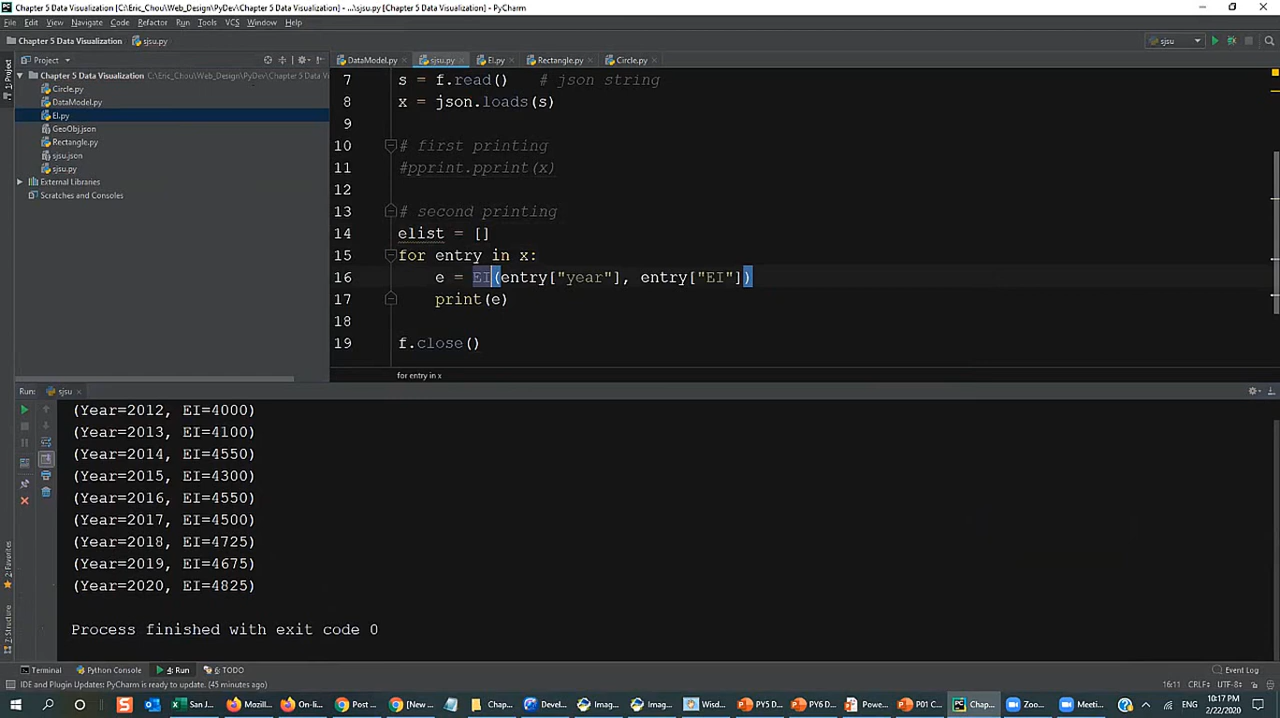 Chapter 5 Data Visualization [C:\Eric_Chou\Web_Design\PyDev\Chapter 5 Data Visualization] - ...\sjsu.py [Chapter 5 Data Visualization] - PyCharm
File Edit View Navigate Code Refactor Run Tools VCS Window Help
Chapter 5 Data Visualization sjsu.py sjsu
Project DataModel.py sjsu.py EI.py Rectangle.py Circle.py
1: Project
Chapter 5 Data Visualization C:\Eric_Chou\Web_Design\PyDev\Chapter 5 Data Vi
Circle.py
DataModel.py
EI.py
GeoObj.json
Rectangle.py
sjsu.json
sjsu.py
External Libraries
Scratches and Consoles
7 s = f.read() # json string
8 x = json.loads(s)
9
10 # first printing
11 #pprint.pprint(x)
12
13 # second printing
14 elist = []
15 for entry in x:
16 e = EI(entry["year"], entry["EI"])
17 print(e)
18
19 f.close()
for entry in x
Run: sjsu
(Year=2012, EI=4000)
(Year=2013, EI=4100)
(Year=2014, EI=4550)
(Year=2015, EI=4300)
(Year=2016, EI=4550)
(Year=2017, EI=4500)
(Year=2018, EI=4725)
(Year=2019, EI=4675)
(Year=2020, EI=4825)
Process finished with exit code 0
2: Favorites
7: Structure
Terminal Python Console 4: Run 6: TODO Event Log
IDE and Plugin Updates: PyCharm is ready to update. (45 minutes ago) 16:11 CRLF UTF-8
San J... Mozill... On-li... Post ... [New ... Chap... Devel... Imag... Imag... Wisd... PY5 D... PY6 D... Powe... P01 C... Chap... Zoo... Meeti... ENG 10:17 PM
2/22/2020